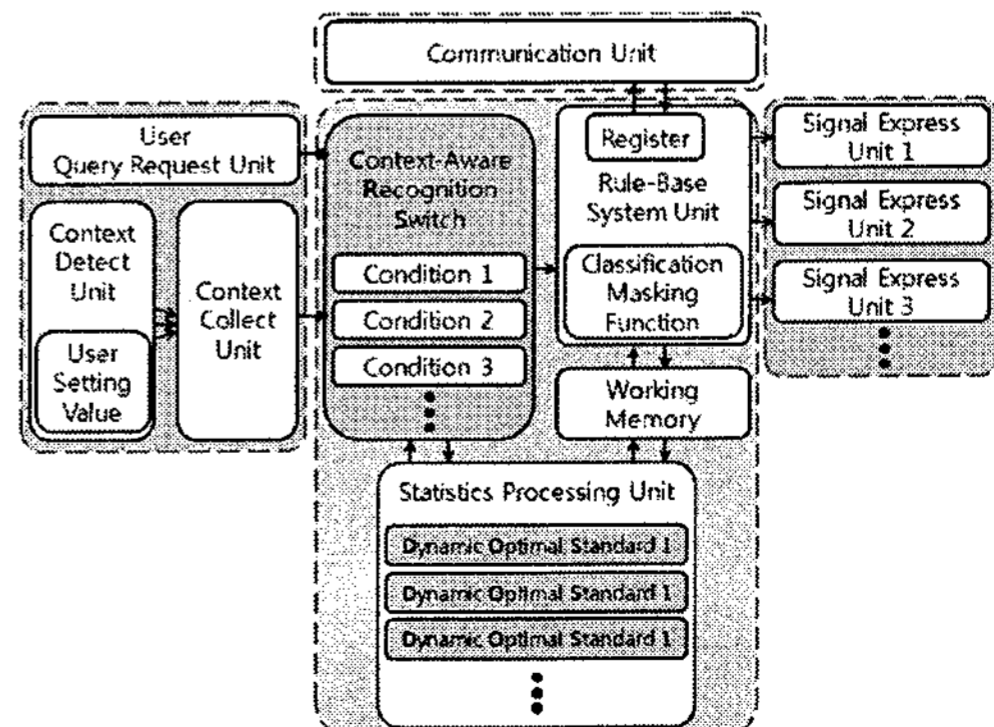 Communication Unit
User
Query Request Unit
Context
Detect
Unit
User
Setting
Value
Context
Collect
Unit
Context-Aware
Recognition
Switch
Condition 1
Condition 2
Condition 3
Register
Rule-Base
System Unit
Classification
Masking
Function
Working
Memory
Signal Express
Unit 1
Signal Express
Unit 2
Signal Express
Unit 3
Statistics Processing Unit
Dynamic Optimal Standard 1
Dynamic Optimal Standard 1
Dynamic Optimal Standard 1